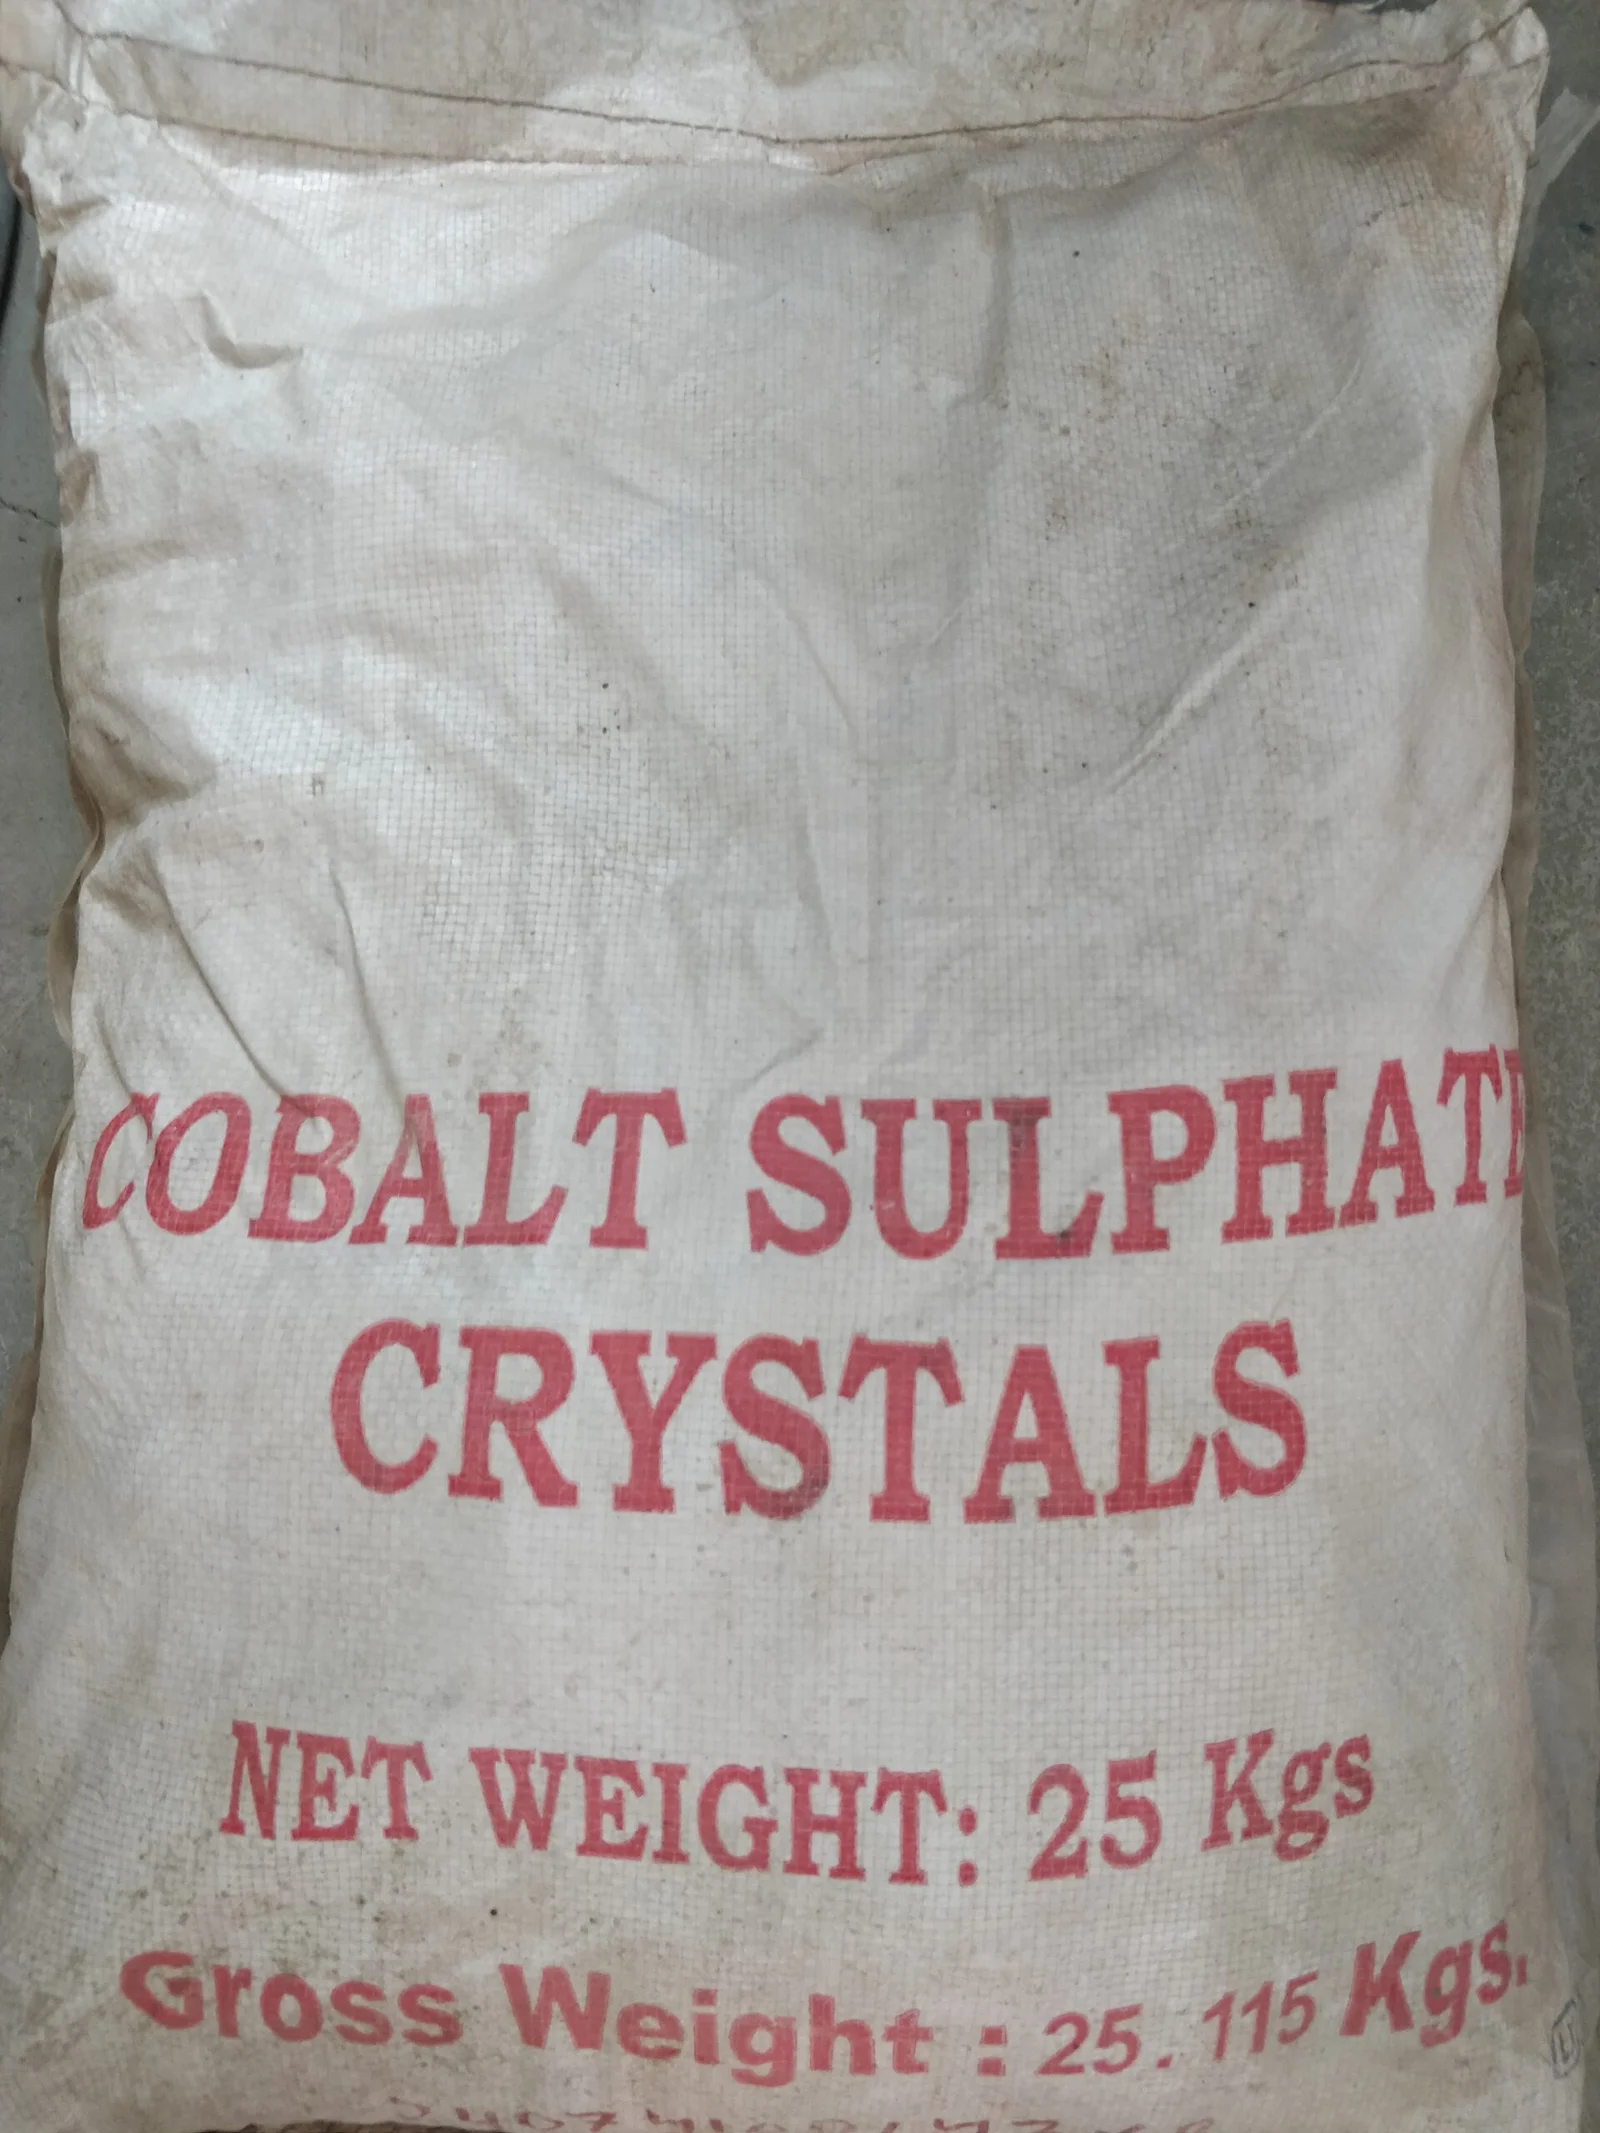 COBALT SULPHATE
CRYSTALS
NET WEIGHT: 25 Kgs
Gross Weight : 25.115 Kgs.